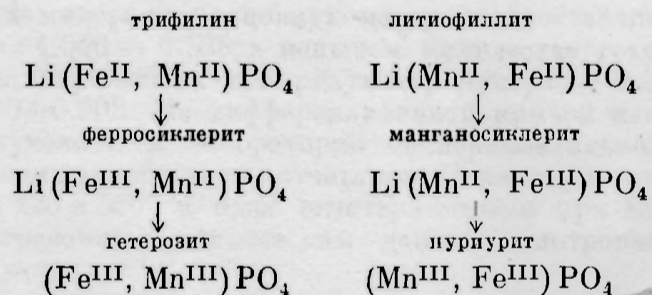 трифилин литиофиллит
Li (Fe^II, Mn^II) PO₄ Li (Mn^II, Fe^II) PO₄
ферросиклерит манганосиклерит
Li (Fe^III, Mn^II) PO₄ Li (Mn^II, Fe^III) PO₄
гетерозит пурпурит
(Fe^III, Mn^III) PO₄ (Mn^III, Fe^III) PO₄